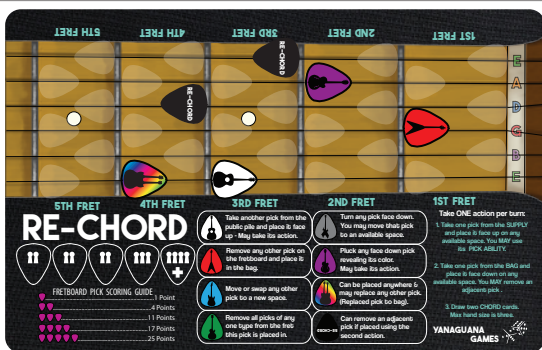 5TH FRET 4TH FRET 3RD FRET 2ND FRET 1ST FRET
RE-CHORD
RE-CHORD
E
A
D
G
B
E
5TH FRET 4TH FRET 3RD FRET 2ND FRET 1ST FRET
RE-CHORD
FRETBOARD PICK SCORING GUIDE
1 Point
4 Points
11 Points
17 Points
25 Points
Take another pick from the
public pile and place it face
up - May take its action.
Remove any other pick on
the fretboard and place it
in the bag.
Move or swap any other
pick to a new space.
Remove all picks of any
one type from the fret
this pick is placed in.
Turn any pick face down.
You may move that pick
to an available space.
Pluck any face down pick
revealing its color.
May take its action.
Can be placed anywhere &
may replace any other pick.
(Replaced pick to bag).
RE-CHORD
Can remove an adjacent
pick if placed using the
second action.
Take ONE action per turn:
1. Take one pick from the SUPPLY
and place it face up on any
available space. You MAY use
its PICK ABILITY.
2. Take one pick from the BAG and
place it face down on any
available space. You MAY remove an
adjacent pick.
3. Draw two CHORD cards.
Max hand size is three.
YANAGUANA
GAMES